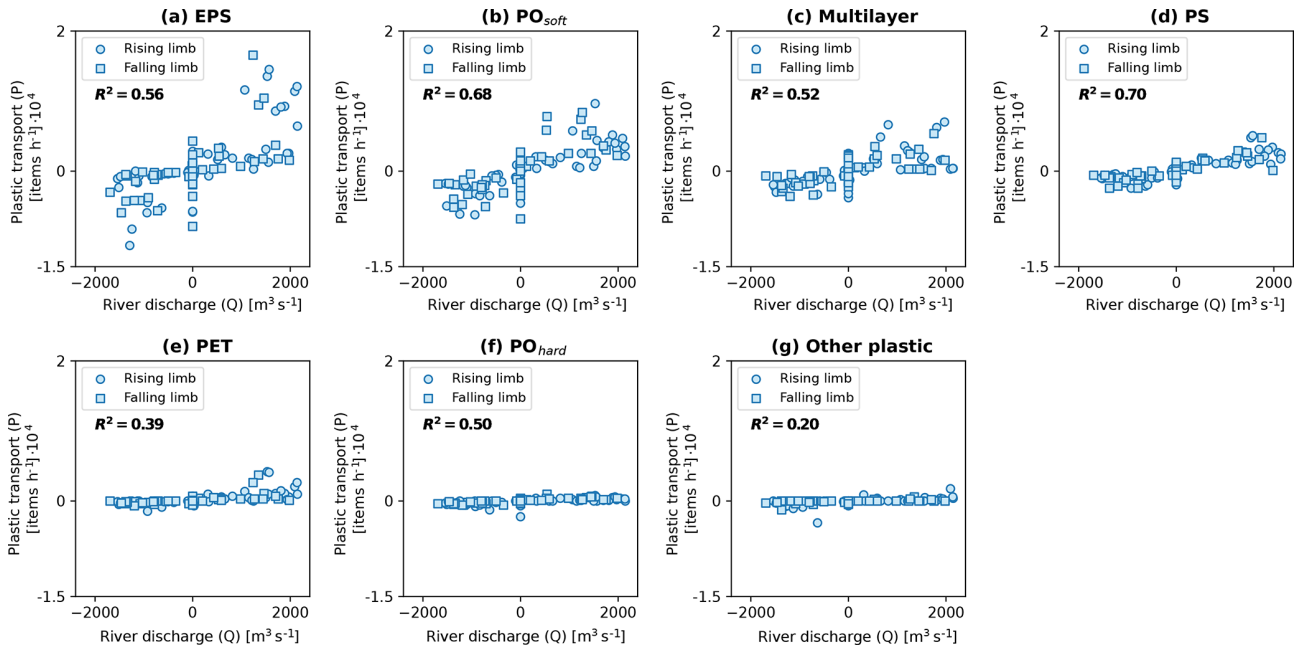 (a) EPS
2
Rising limb
Falling limb
R² = 0.56
0
-1.5
Plastic transport (P)
[items h⁻¹]·10⁴
−2000
0
2000
River discharge (Q) [m³ s⁻¹]
(b) PO_soft
2
Rising limb
Falling limb
R² = 0.68
0
-1.5
Plastic transport (P)
[items h⁻¹]·10⁴
−2000
0
2000
River discharge (Q) [m³ s⁻¹]
(c) Multilayer
2
Rising limb
Falling limb
R² = 0.52
0
-1.5
Plastic transport (P)
[items h⁻¹]·10⁴
−2000
0
2000
River discharge (Q) [m³ s⁻¹]
(d) PS
2
Rising limb
Falling limb
R² = 0.70
0
-1.5
Plastic transport (P)
[items h⁻¹]·10⁴
−2000
0
2000
River discharge (Q) [m³ s⁻¹]
(e) PET
2
Rising limb
Falling limb
R² = 0.39
0
-1.5
Plastic transport (P)
[items h⁻¹]·10⁴
−2000
0
2000
River discharge (Q) [m³ s⁻¹]
(f) PO_hard
2
Rising limb
Falling limb
R² = 0.50
0
-1.5
Plastic transport (P)
[items h⁻¹]·10⁴
−2000
0
2000
River discharge (Q) [m³ s⁻¹]
(g) Other plastic
2
Rising limb
Falling limb
R² = 0.20
0
-1.5
Plastic transport (P)
[items h⁻¹]·10⁴
−2000
0
2000
River discharge (Q) [m³ s⁻¹]